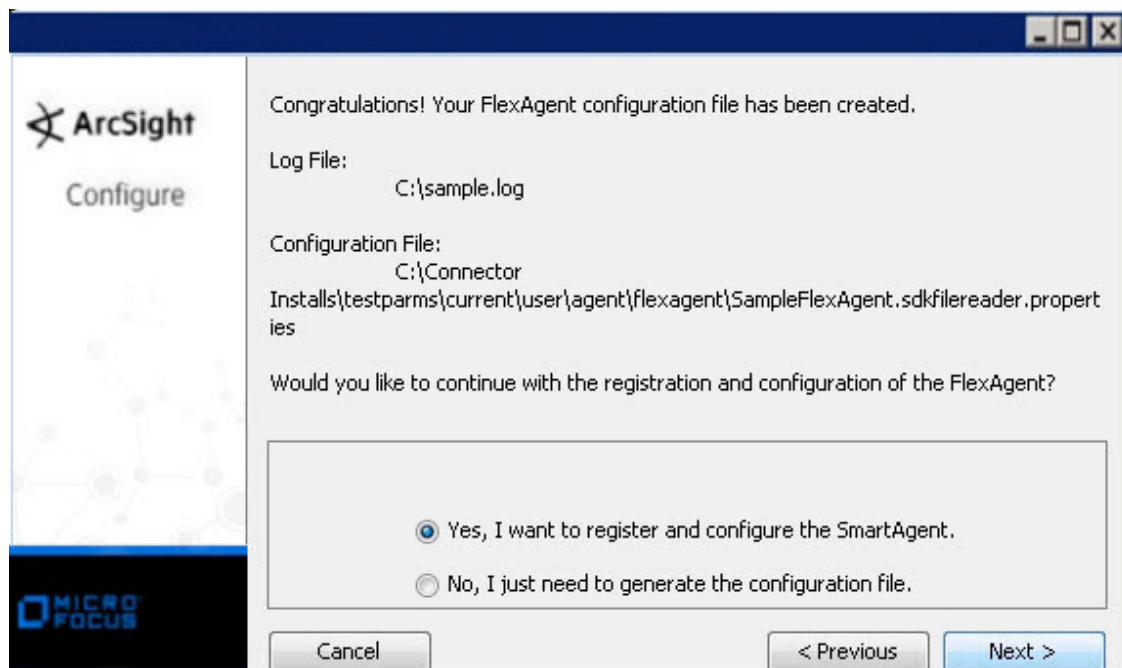 ArcSight
Configure
MICRO
FOCUS
Congratulations! Your FlexAgent configuration file has been created.
Log File:
C:\sample.log
Configuration File:
C:\Connector
Installs\testparms\current\user\agent\flexagent\SampleFlexAgent.sdkfilereader.propert
ies
Would you like to continue with the registration and configuration of the FlexAgent?
Yes, I want to register and configure the SmartAgent.
No, I just need to generate the configuration file.
Cancel
< Previous
Next >